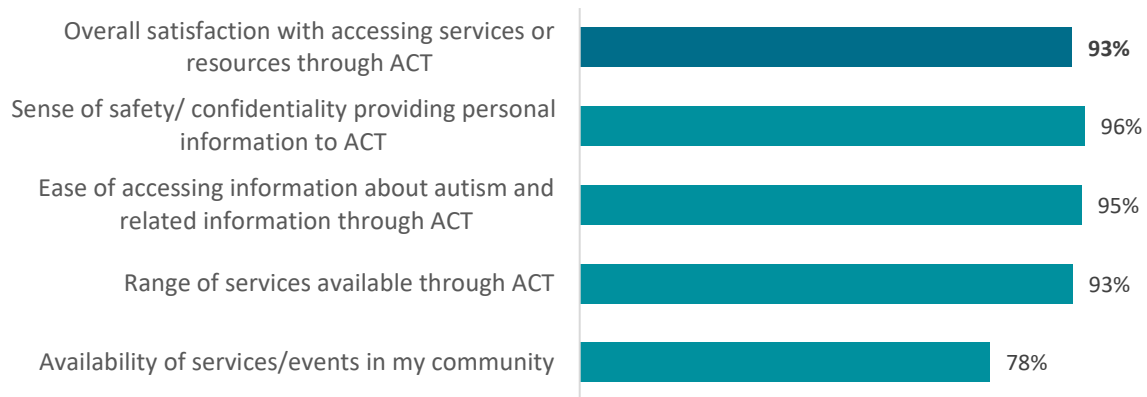 Overall satisfaction with accessing services or
resources through ACT
93%
Sense of safety/ confidentiality providing personal
information to ACT
96%
Ease of accessing information about autism and
related information through ACT
95%
Range of services available through ACT
93%
Availability of services/events in my community
78%